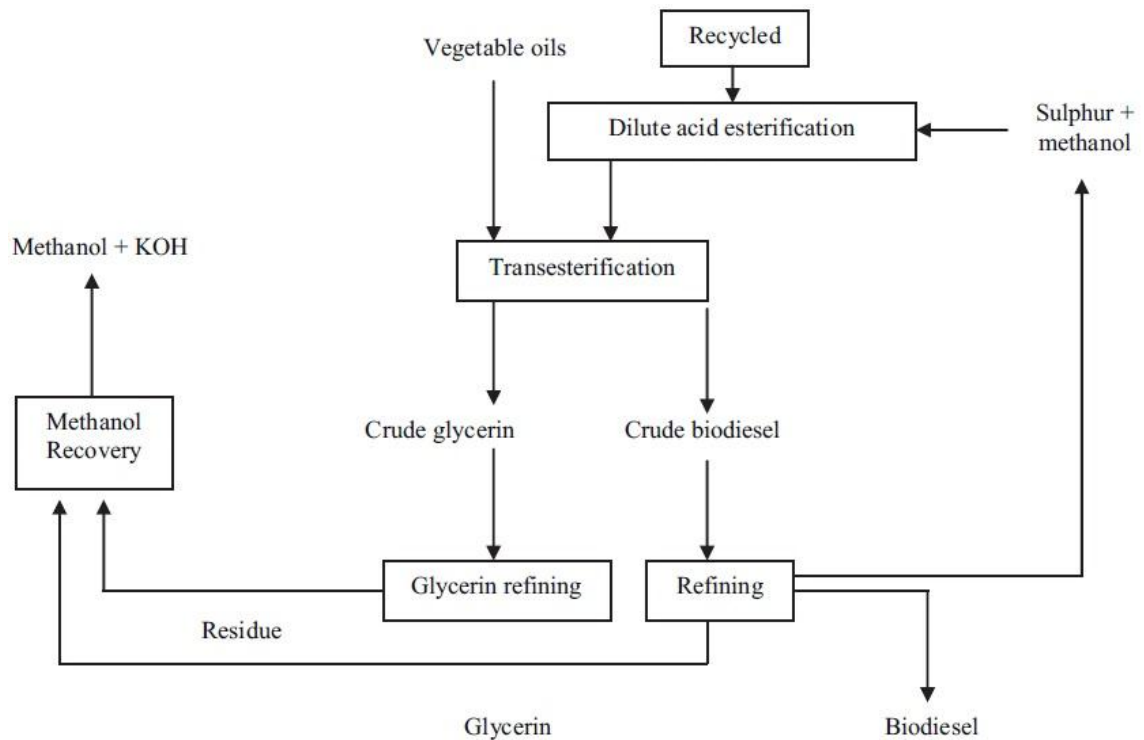 Recycled
Vegetable oils
Dilute acid esterification
Sulphur +
methanol
Methanol + KOH
Transesterification
Methanol
Recovery
Crude glycerin
Crude biodiesel
Glycerin refining
Refining
Residue
Glycerin
Biodiesel